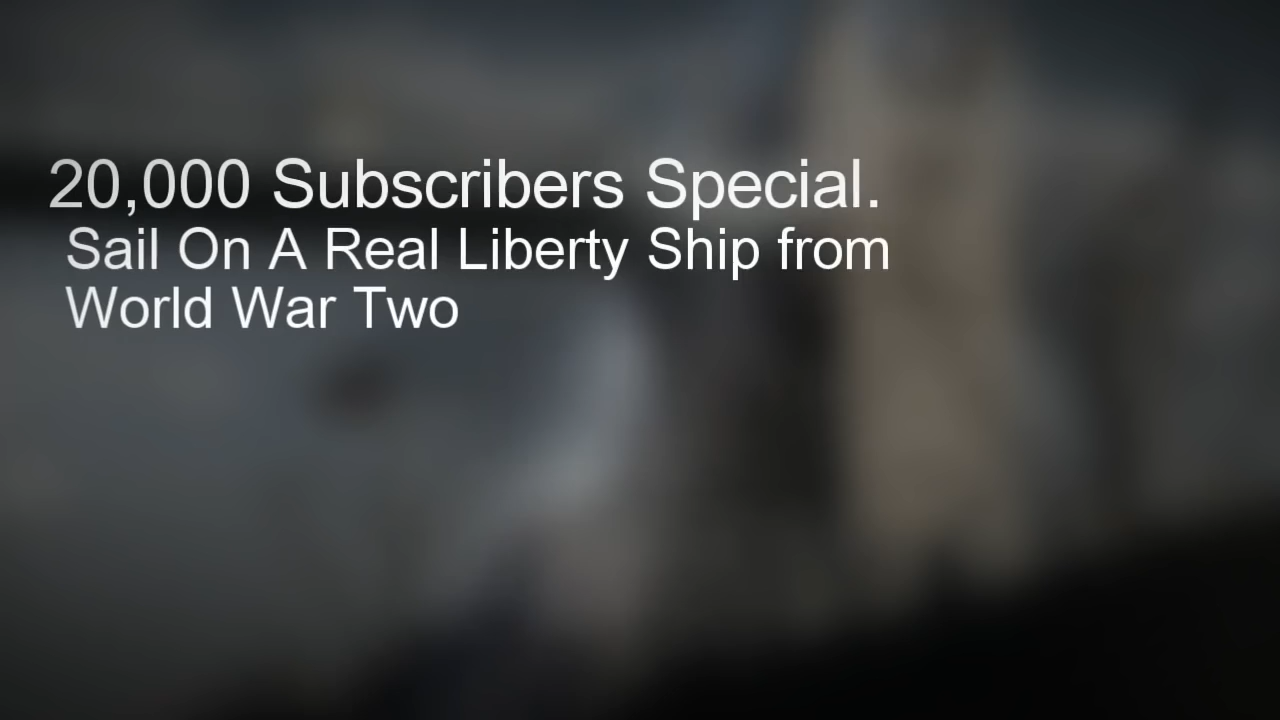 20,000 Subscribers Special.
Sail On A Real Liberty Ship from
World War Two